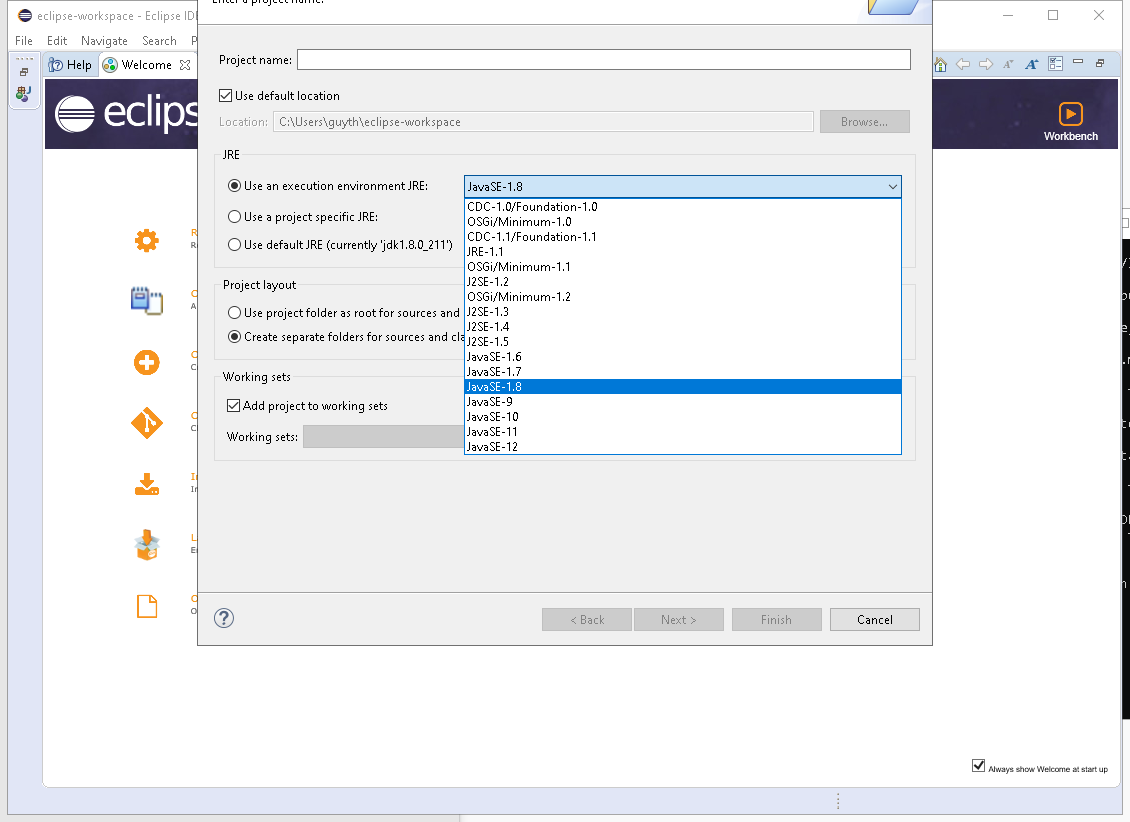 eclipse-workspace - Eclipse IDE
File Edit Navigate Search P
Help Welcome
eclips
Workbench
Enter a project name.
Project name:
Use default location
Location: C:\Users\guyth\eclipse-workspace Browse...
JRE
Use an execution environment JRE: JavaSE-1.8
Use a project specific JRE:
Use default JRE (currently 'jdk1.8.0_211')
CDC-1.0/Foundation-1.0
OSGi/Minimum-1.0
CDC-1.1/Foundation-1.1
JRE-1.1
OSGi/Minimum-1.1
J2SE-1.2
OSGi/Minimum-1.2
J2SE-1.3
J2SE-1.4
J2SE-1.5
JavaSE-1.6
JavaSE-1.7
JavaSE-1.8
JavaSE-9
JavaSE-10
JavaSE-11
JavaSE-12
Project layout
Use project folder as root for sources and
Create separate folders for sources and cla
Working sets
Add project to working sets
Working sets:
< Back Next > Finish Cancel
Always show Welcome at start up